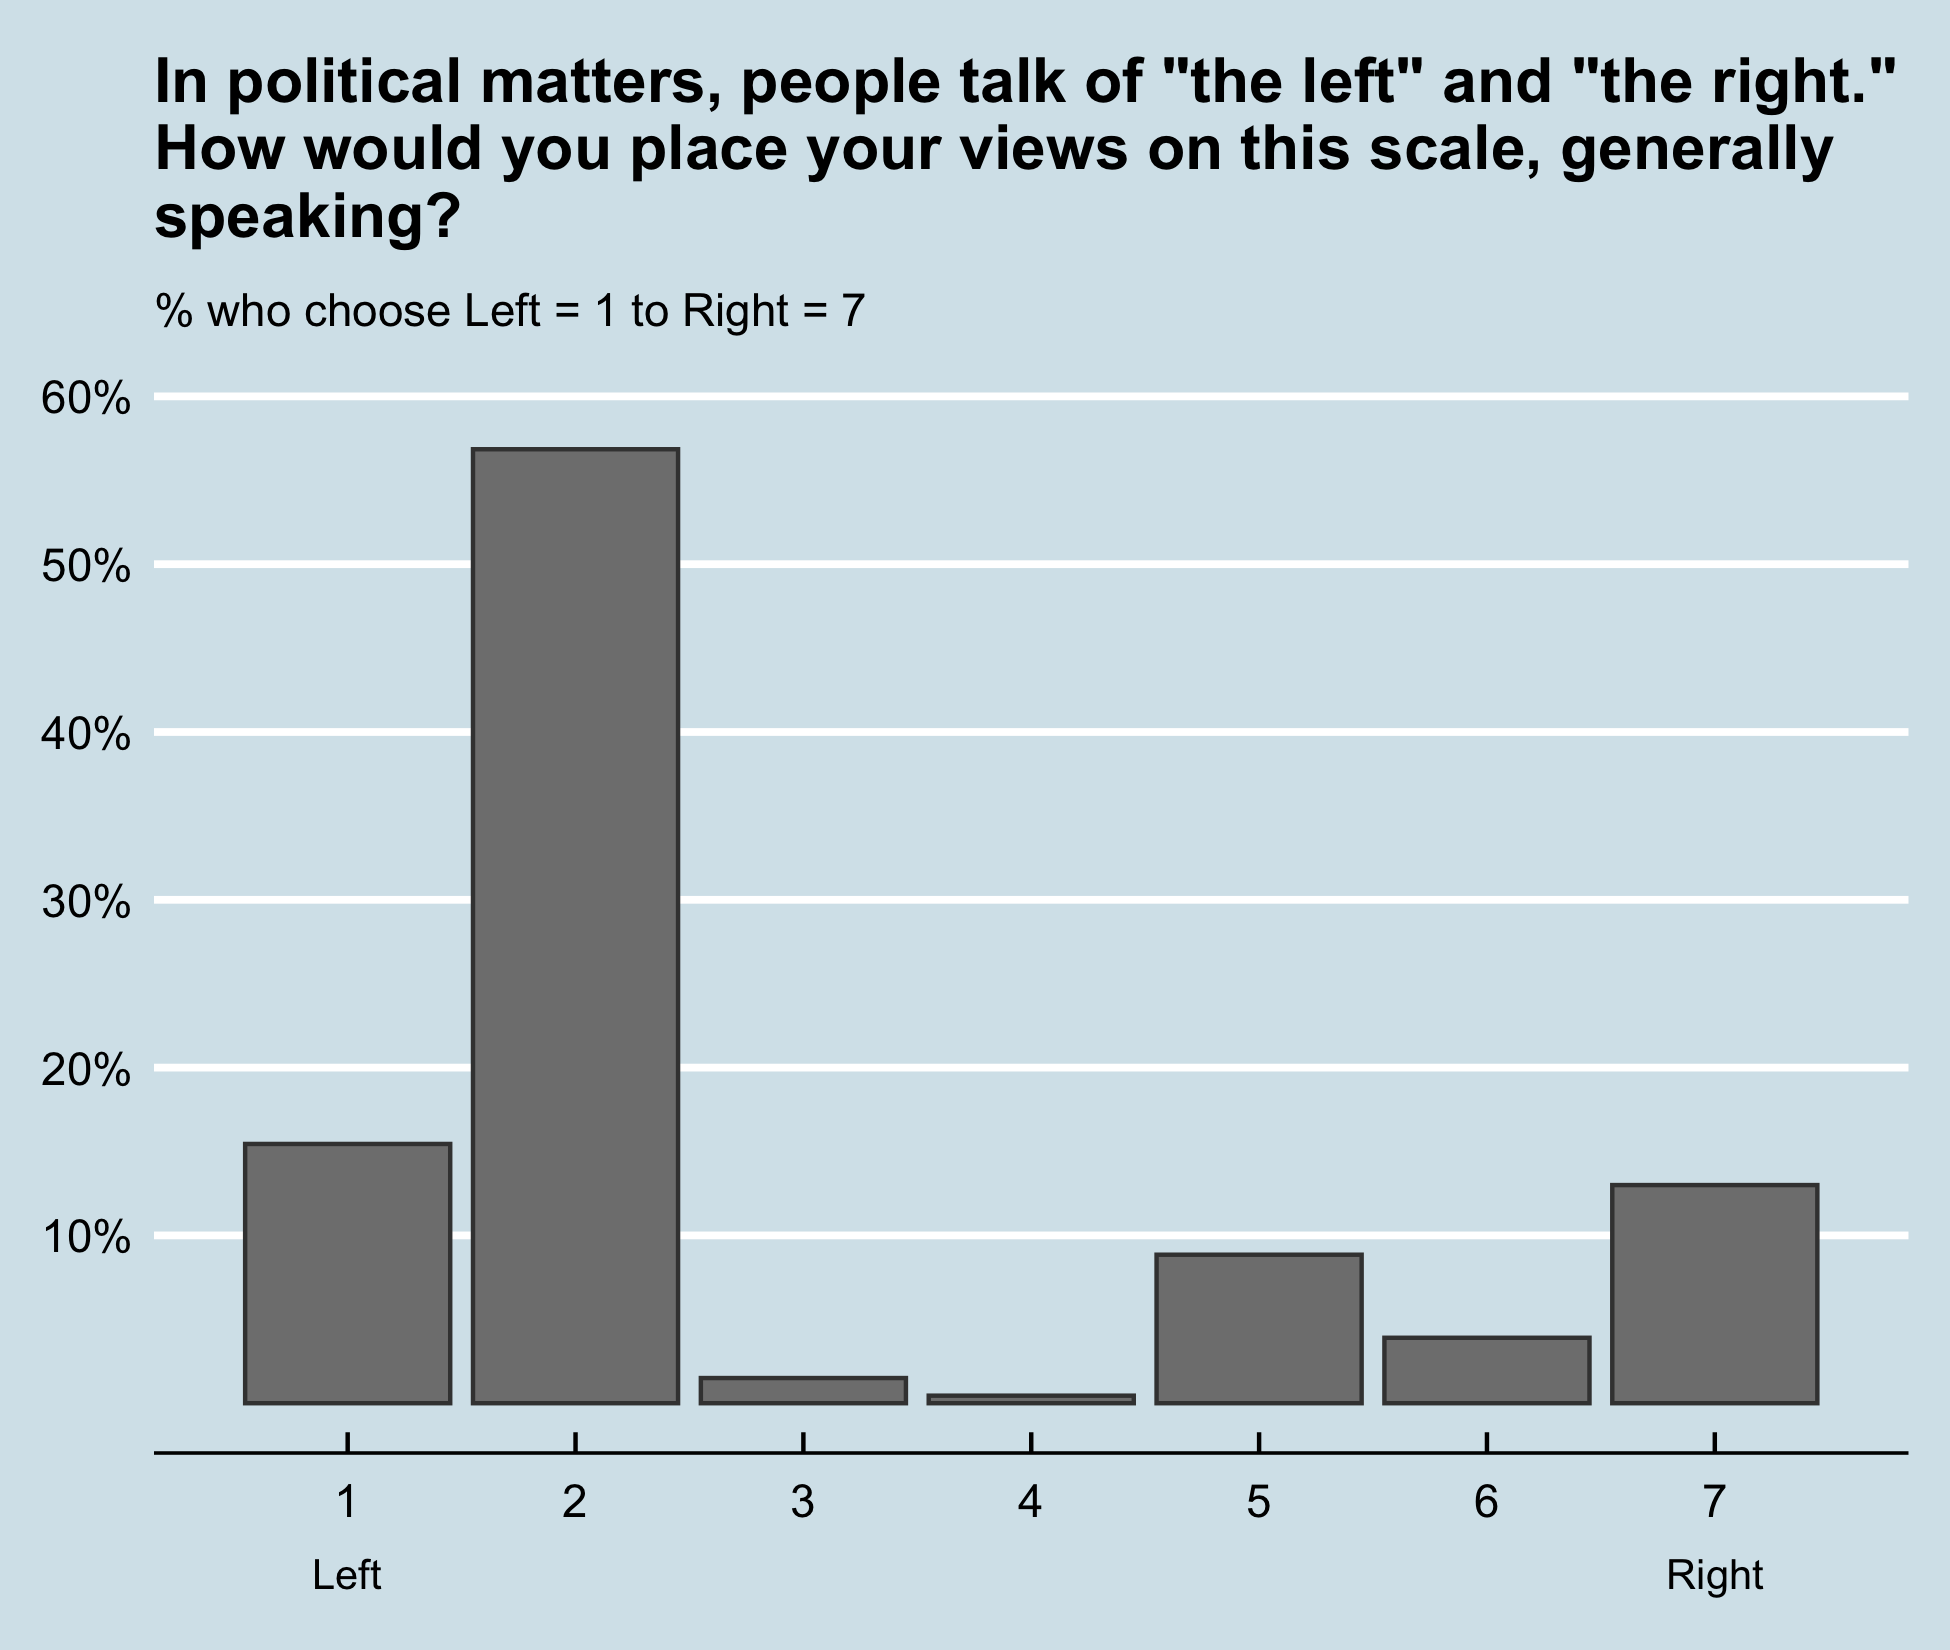 In political matters, people talk of "the left" and "the right."
How would you place your views on this scale, generally
speaking?
% who choose Left = 1 to Right = 7
60%
50%
40%
30%
20%
10%
1 2 3 4 5 6 7
Left Right